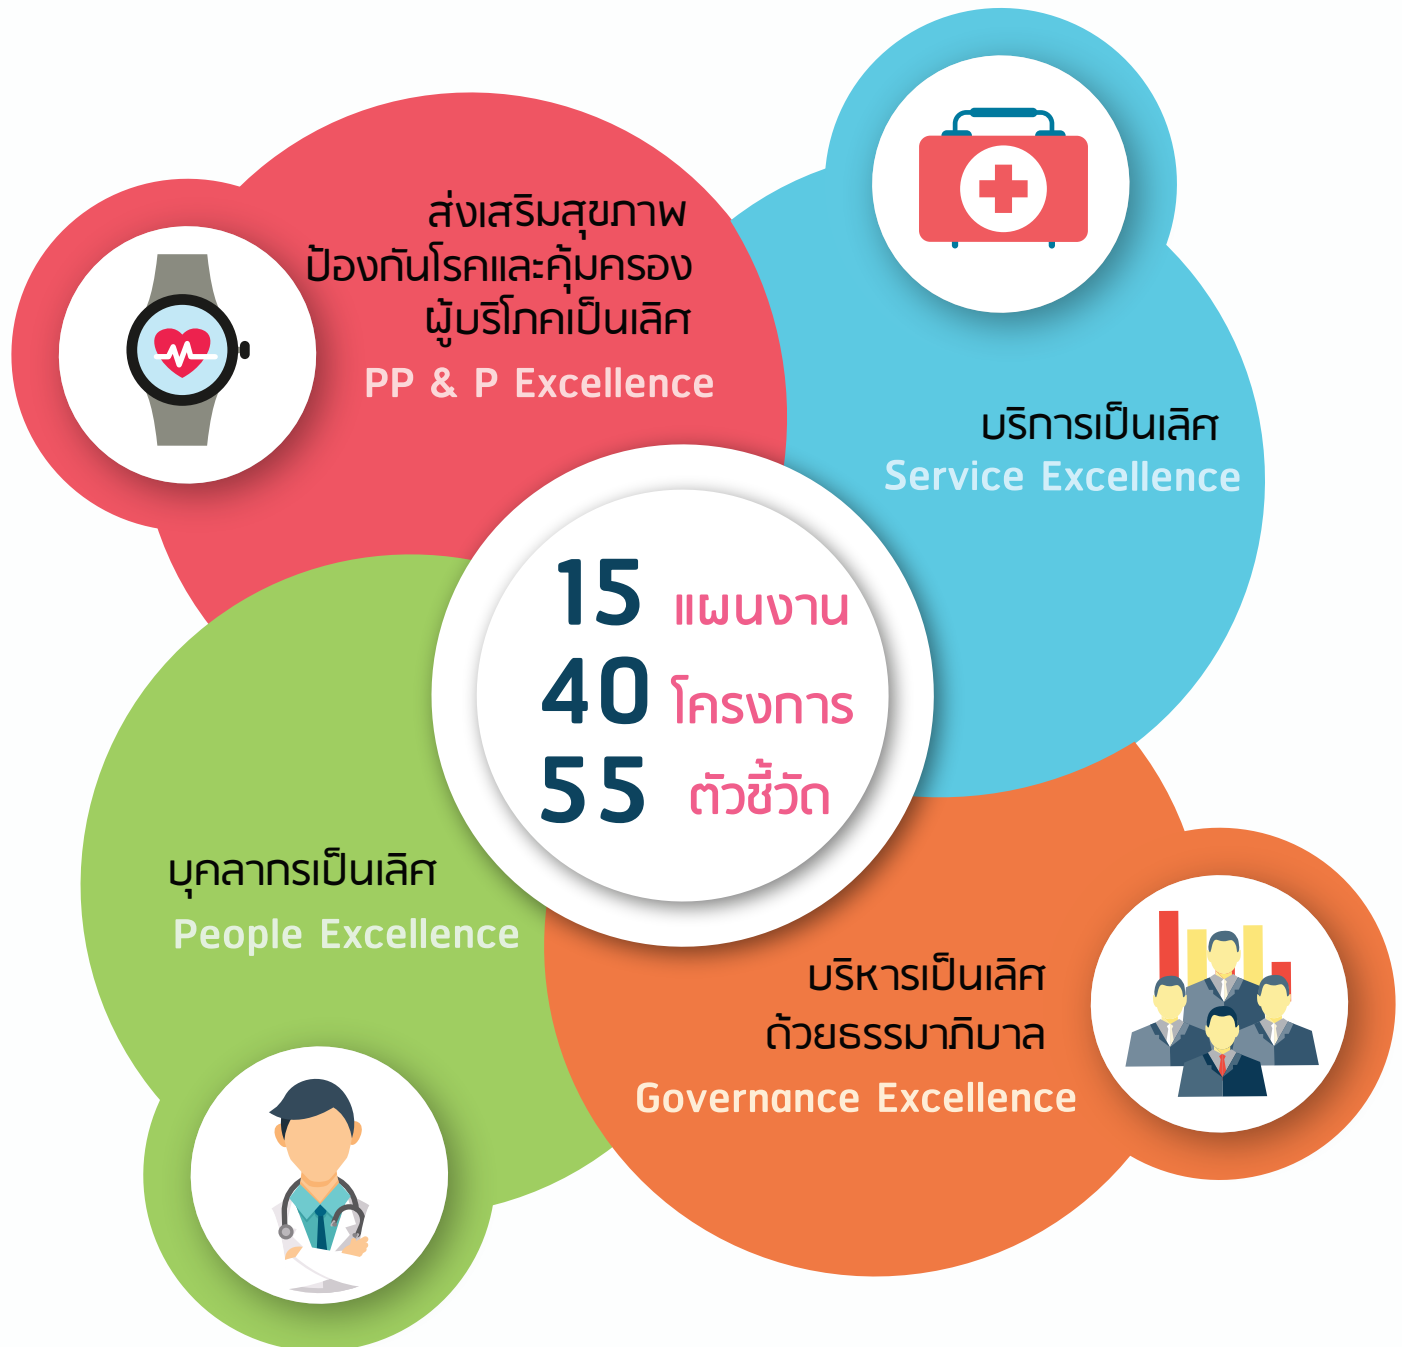 ส่งเสริมสุขภาพ
ป้องกันโรคและคุ้มครอง
ผู้บริโภคเป็นเลิศ
PP & P Excellence
บริการเป็นเลิศ
Service Excellence
15 แผนงาน
40 โครงการ
55 ตัวชี้วัด
บุคลากรเป็นเลิศ
People Excellence
บริหารเป็นเลิศ
ด้วยธรรมาภิบาล
Governance Excellence